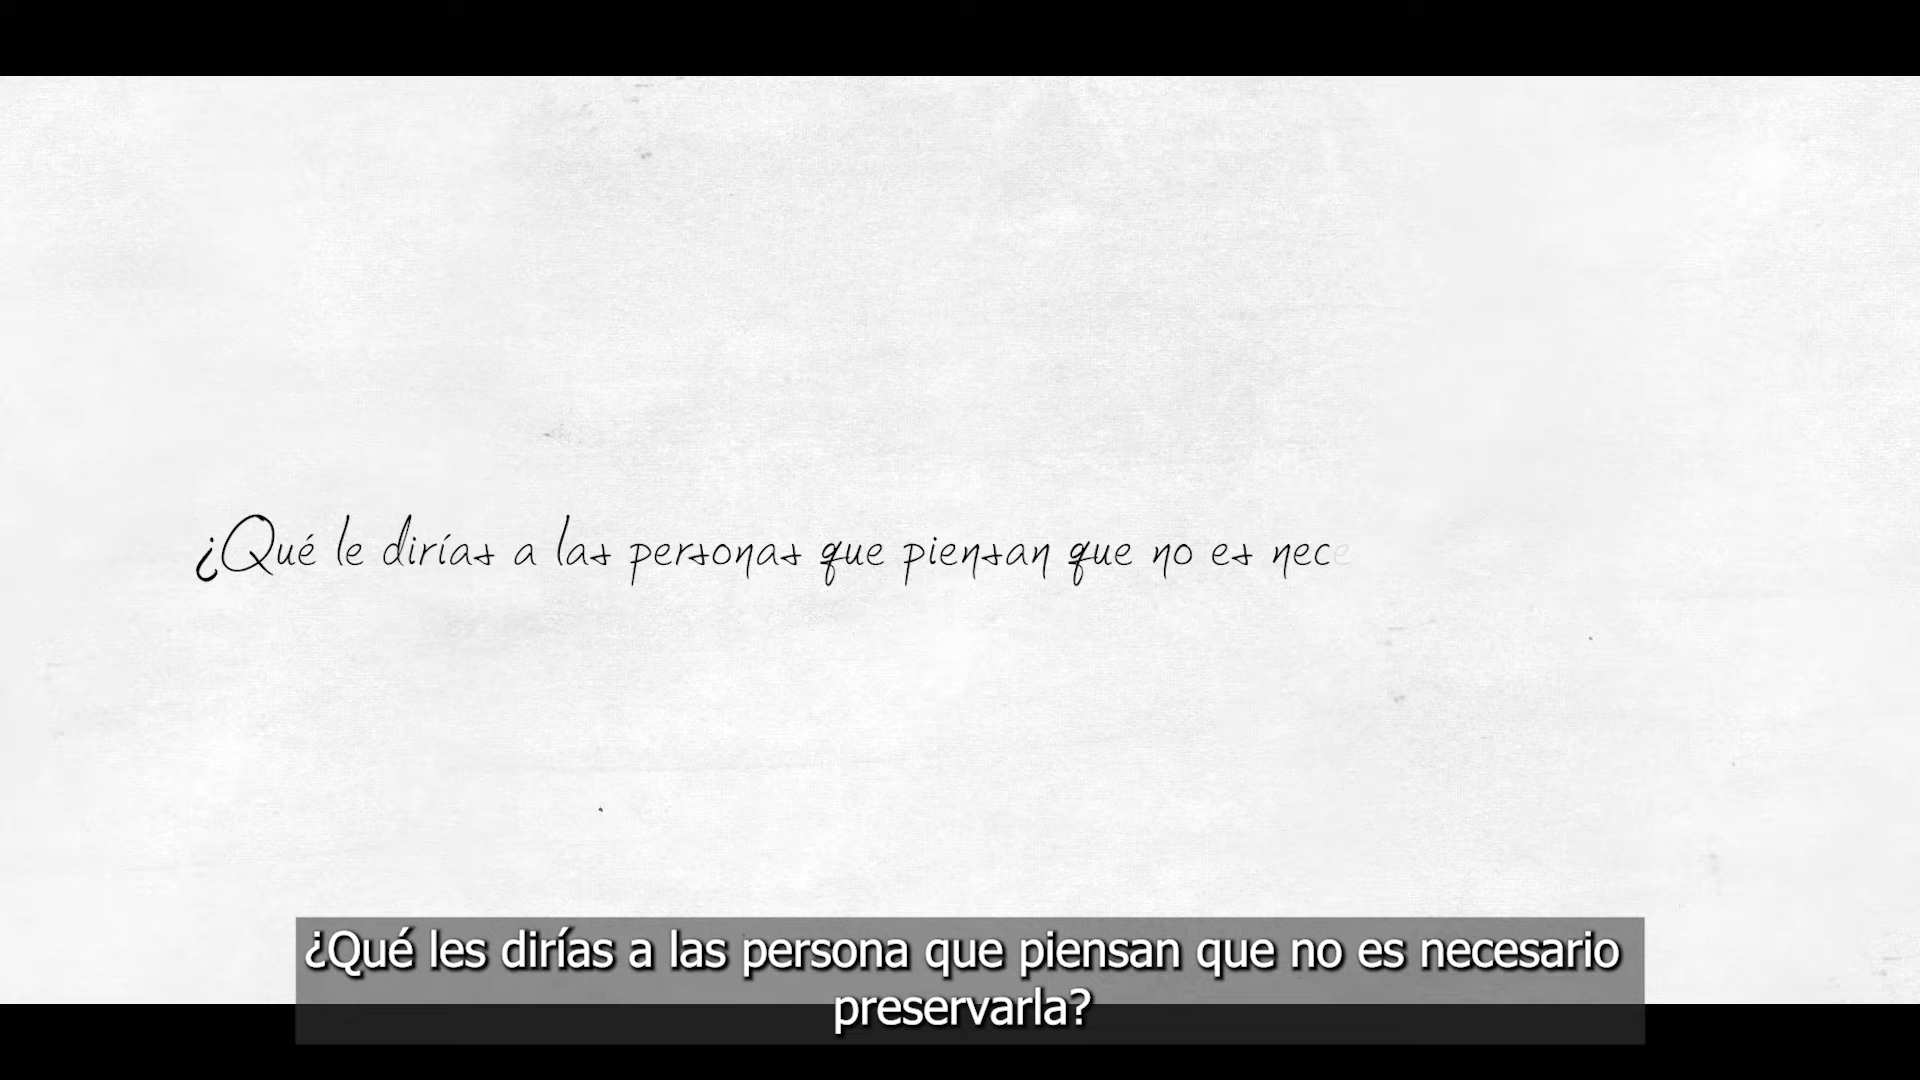 ¿Qué le dirías a las personas que piensan que no es nece
¿Qué les dirías a las persona que piensan que no es necesario
preservarla?